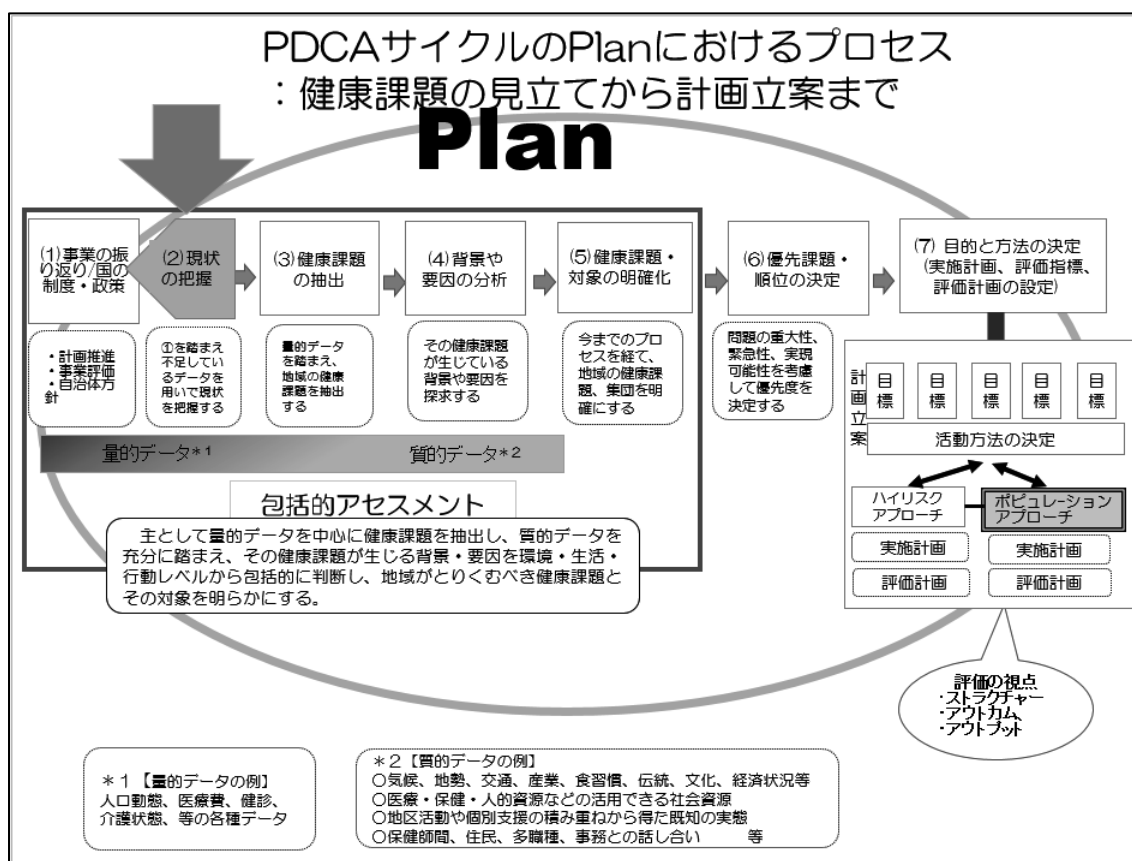 PDCAサイクルのPlanにおけるプロセス
：健康課題の見立てから計画立案まで
Plan
(1)事業の振
り返り/国の
制度・政策
(2)現状
の把握
(3)健康課題
の抽出
(4)背景や
要因の分析
(5)健康課題・
対象の明確化
(6)優先課題・
順位の決定
(7) 目的と方法の決定
(実施計画、評価指標、
評価計画の設定)
・計画推進
・事業評価
・自治体方
針
①を踏まえ
不足してい
るデータを
用いて現状
を把握する
量的データ
を踏まえ、
地域の健康
課題を抽出
する
その健康課題
が生じている
背景や要因を
探求する
今までのプロ
セスを経て、
地域の健康課
題、集団を明
確にする
問題の重大性、
緊急性、実現
可能性を考慮
して優先度を
決定する
量的データ*1
質的データ*2
包括的アセスメント
主として量的データを中心に健康課題を抽出し、質的データを
充分に踏まえ、その健康課題が生じる背景・要因を環境・生活・
行動レベルから包括的に判断し、地域がとりくむべき健康課題と
その対象を明らかにする。
計画立案
目標
目標
目標
目標
目標
活動方法の決定
ハイリスク
アプローチ
ポピュレーション
アプローチ
実施計画
実施計画
評価計画
評価計画
評価の視点
・ストラクチャー
・アウトカム、
・アウトプット
＊１【量的データの例】
人口動態、医療費、健診、
介護状態、等の各種データ
＊２【質的データの例】
○気候、地勢、交通、産業、食習慣、伝統、文化、経済状況等
○医療・保健・人的資源などの活用できる社会資源
○地区活動や個別支援の積み重ねから得た既知の実態
○保健師間、住民、多職種、事務との話し合い　　　等